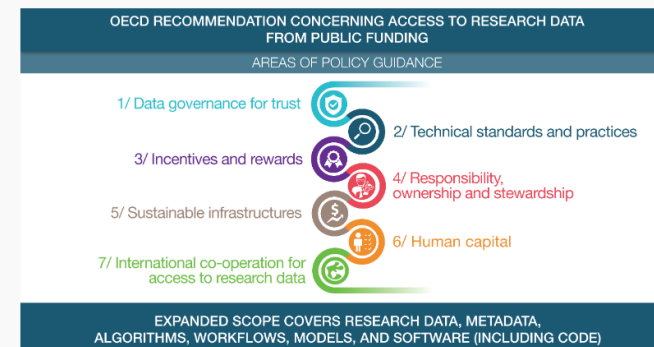 OECD RECOMMENDATION CONCERNING ACCESS TO RESEARCH DATA
FROM PUBLIC FUNDING
AREAS OF POLICY GUIDANCE
1/ Data governance for trust
2/ Technical standards and practices
3/ Incentives and rewards
4/ Responsibility,
ownership and stewardship
5/ Sustainable infrastructures
$
6/ Human capital
7/ International co-operation for
access to research data
EXPANDED SCOPE COVERS RESEARCH DATA, METADATA,
ALGORITHMS, WORKFLOWS, MODELS, AND SOFTWARE (INCLUDING CODE)